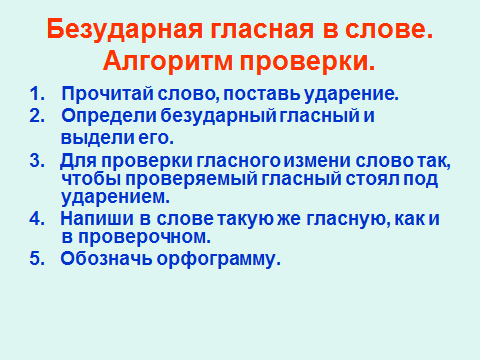 Безударная гласная в слове.
Алгоритм проверки.
1. Прочитай слово, поставь ударение.
2. Определи безударный гласный и
выдели его.
3. Для проверки гласного измени слово так,
чтобы проверяемый гласный стоял под
ударением.
4. Напиши в слове такую же гласную, как и
в проверочном.
5. Обозначь орфограмму.